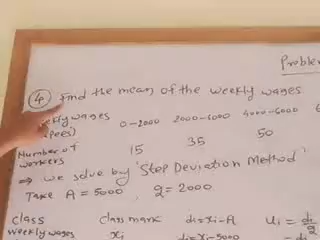 Proble
④ Find the mean of the weekly wages
ekly wages 0-2000 2000-4000 4000-6000
pees)
Number of workers 15 35 50
⇒ we solve by 'Step Deviation Method'
Take A = 5000, g = 2000
Class Class mark di=xi-A ui = di/g
weekly wages xi di=xi-5000